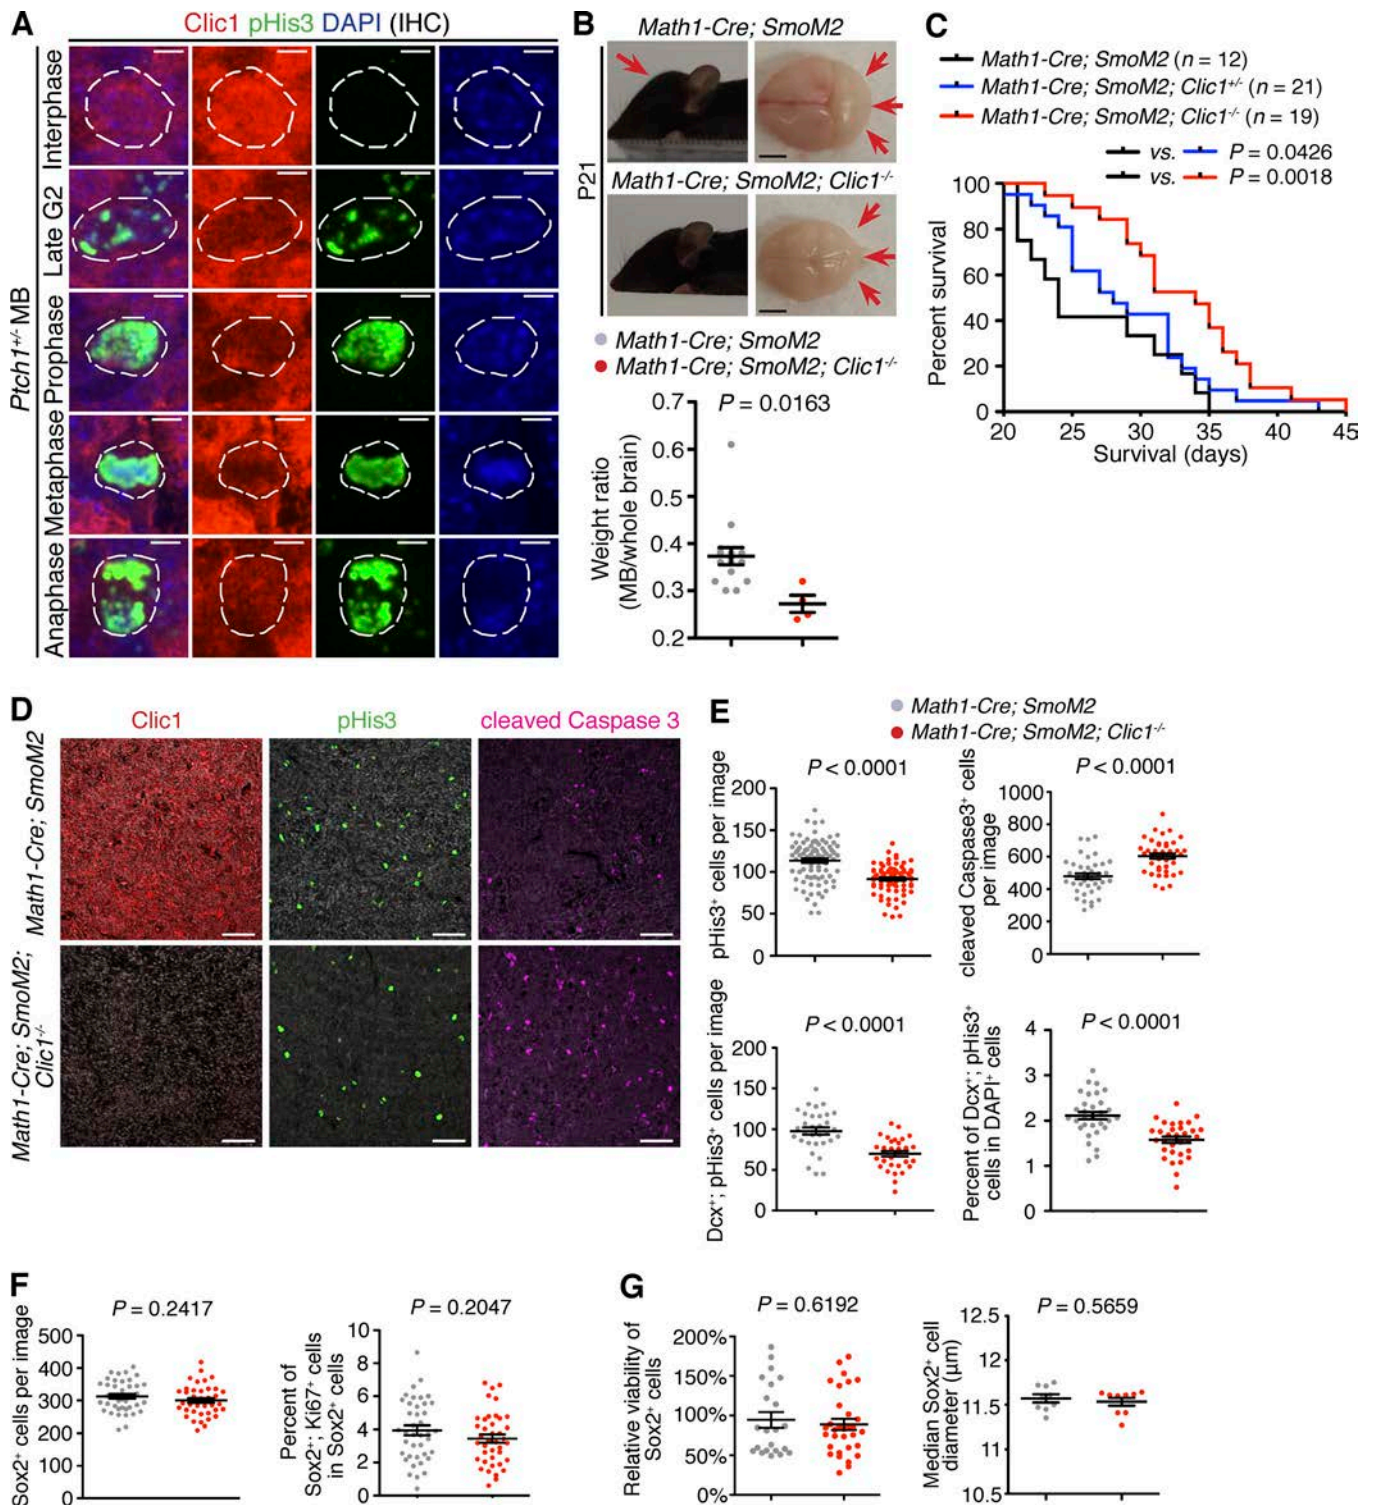 A
Clic1 pHis3 DAPI (IHC)
Ptch1+/- MB
Interphase
Late G2
Prophase
Metaphase
Anaphase
B
Math1-Cre; SmoM2
P21
Math1-Cre; SmoM2; Clic1-/-
Math1-Cre; SmoM2
Math1-Cre; SmoM2; Clic1-/-
P = 0.0163
Weight ratio
(MB/whole brain)
0.7
0.6
0.5
0.4
0.3
0.2
C
Math1-Cre; SmoM2 (n = 12)
Math1-Cre; SmoM2; Clic1+/- (n = 21)
Math1-Cre; SmoM2; Clic1-/- (n = 19)
vs. P = 0.0426
vs. P = 0.0018
Percent survival
100
80
60
40
20
0
20 25 30 35 40 45
Survival (days)
D
Clic1 pHis3 cleaved Caspase 3
Math1-Cre; SmoM2
Math1-Cre; SmoM2;
Clic1-/-
E
Math1-Cre; SmoM2
Math1-Cre; SmoM2; Clic1-/-
P < 0.0001
pHis3+ cells per image
200
150
100
50
0
P < 0.0001
cleaved Caspase3+ cells
per image
1000
800
600
400
200
0
P < 0.0001
Dcx+; pHis3+ cells per image
200
150
100
50
0
P < 0.0001
Percent of Dcx+; pHis3+
cells in DAPI+ cells
4
3
2
1
0
F
P = 0.2417
Sox2+ cells per image
500
400
300
200
100
0
P = 0.2047
Percent of
Sox2+; Ki67+ cells
in Sox2+ cells
10
8
6
4
2
0
G
P = 0.6192
Relative viability of
Sox2+ cells
200%
150%
100%
50%
0%
P = 0.5659
Median Sox2+ cell
diameter (µm)
12.5
12
11.5
11
10.5